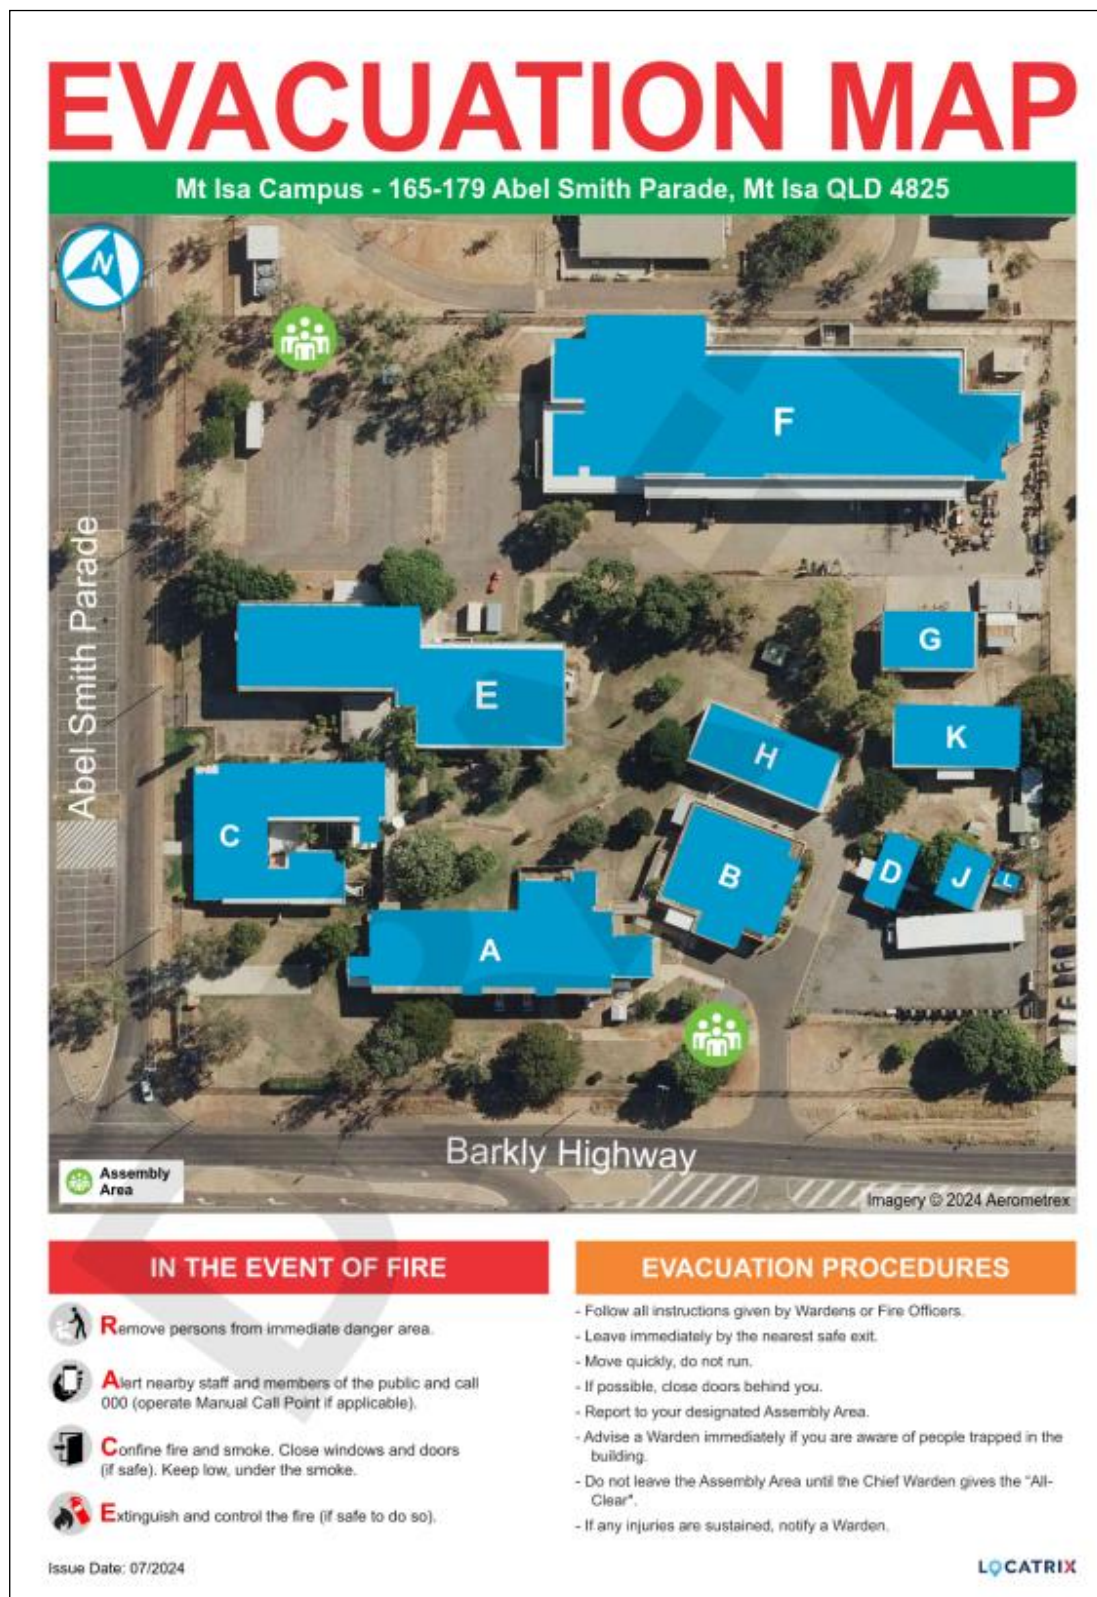 EVACUATION MAP
Mt Isa Campus - 165-179 Abel Smith Parade, Mt Isa QLD 4825
N
F
Abel Smith Parade
G
E
K
H
C
B
D
J
L
A
Barkly Highway
Assembly
Area
Imagery © 2024 Aerometrex
DRAFT
IN THE EVENT OF FIRE
Remove persons from immediate danger area.
Alert nearby staff and members of the public and call
000 (operate Manual Call Point if applicable).
Confine fire and smoke. Close windows and doors
(if safe). Keep low, under the smoke.
Extinguish and control the fire (if safe to do so).
Issue Date: 07/2024
EVACUATION PROCEDURES
- Follow all instructions given by Wardens or Fire Officers.
- Leave immediately by the nearest safe exit.
- Move quickly, do not run.
- If possible, close doors behind you.
- Report to your designated Assembly Area.
- Advise a Warden immediately if you are aware of people trapped in the
building.
- Do not leave the Assembly Area until the Chief Warden gives the "All-
Clear".
- If any injuries are sustained, notify a Warden.
LOCATRIX